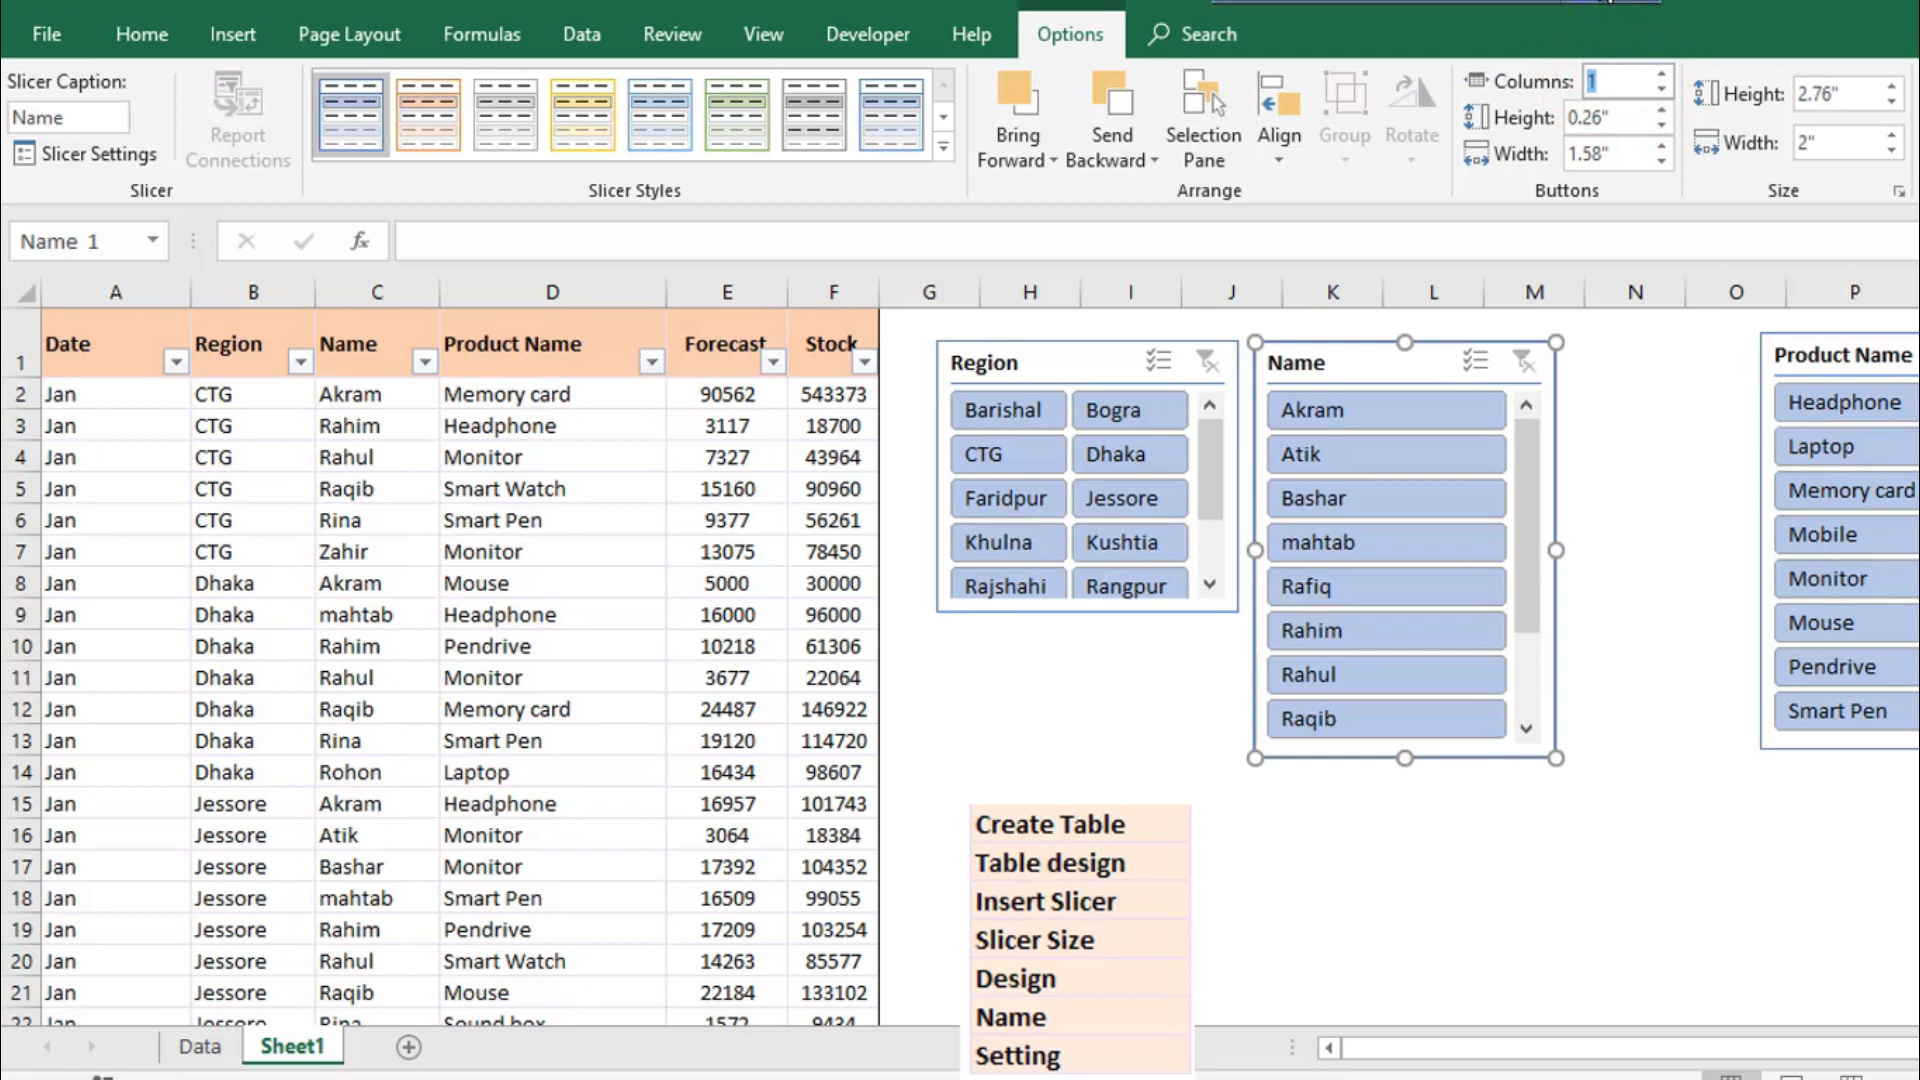 File Home Insert Page Layout Formulas Data Review View Developer Help Options Search
Slicer Caption:
Name
Slicer Settings
Report Connections
Slicer
Slicer Styles
Bring Forward
Send Backward
Selection Pane
Align
Group
Rotate
Arrange
Columns: 1
Height: 0.26"
Width: 1.58"
Buttons
Height: 2.76"
Width: 2"
Size
Name 1
fx
A B C D E F G H I J K L M N O P
1 Date Region Name Product Name Forecast Stock
2 Jan CTG Akram Memory card 90562 543373
3 Jan CTG Rahim Headphone 3117 18700
4 Jan CTG Rahul Monitor 7327 43964
5 Jan CTG Raqib Smart Watch 15160 90960
6 Jan CTG Rina Smart Pen 9377 56261
7 Jan CTG Zahir Monitor 13075 78450
8 Jan Dhaka Akram Mouse 5000 30000
9 Jan Dhaka mahtab Headphone 16000 96000
10 Jan Dhaka Rahim Pendrive 10218 61306
11 Jan Dhaka Rahul Monitor 3677 22064
12 Jan Dhaka Raqib Memory card 24487 146922
13 Jan Dhaka Rina Smart Pen 19120 114720
14 Jan Dhaka Rohon Laptop 16434 98607
15 Jan Jessore Akram Headphone 16957 101743
16 Jan Jessore Atik Monitor 3064 18384
17 Jan Jessore Bashar Monitor 17392 104352
18 Jan Jessore mahtab Smart Pen 16509 99055
19 Jan Jessore Rahim Pendrive 17209 103254
20 Jan Jessore Rahul Smart Watch 14263 85577
21 Jan Jessore Raqib Mouse 22184 133102
22 Jan Jessore Rina Sound box 1572 9434
Region
Barishal Bogra
CTG Dhaka
Faridpur Jessore
Khulna Kushtia
Rajshahi Rangpur
Name
Akram
Atik
Bashar
mahtab
Rafiq
Rahim
Rahul
Raqib
Product Name
Headphone
Laptop
Memory card
Mobile
Monitor
Mouse
Pendrive
Smart Pen
Create Table
Table design
Insert Slicer
Slicer Size
Design
Name
Setting
Data Sheet1